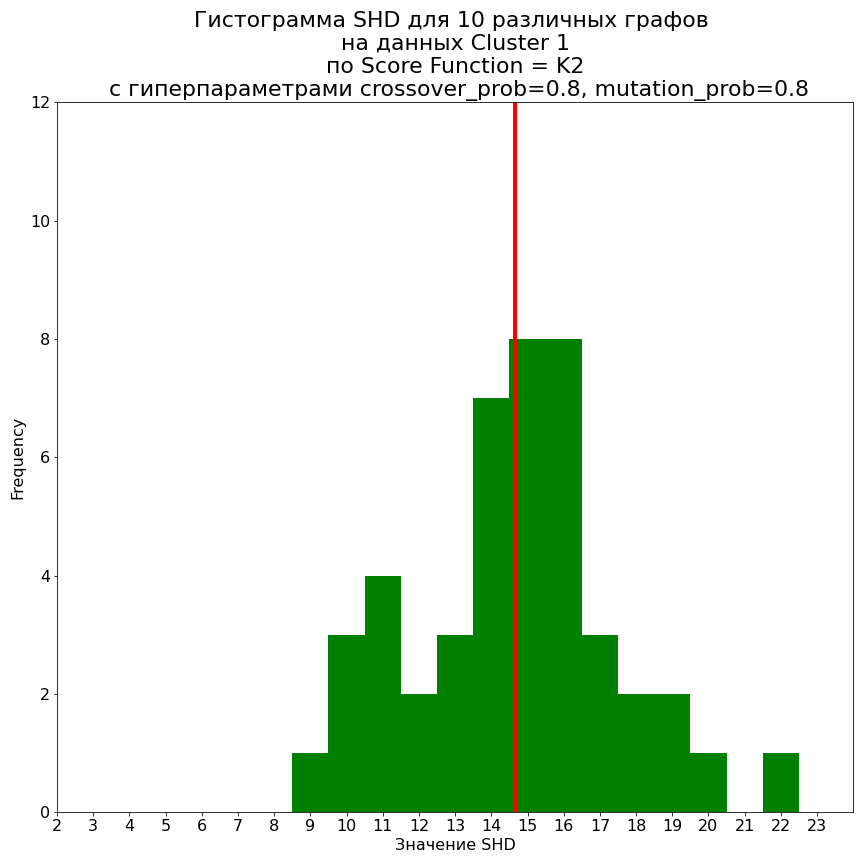 Гистограмма SHD для 10 различных графов
на данных Cluster 1
по Score Function = K2
с гиперпараметрами crossover_prob=0.8, mutation_prob=0.8
12
10
8
6
4
2
0
Frequency
2 3 4 5 6 7 8 9 10 11 12 13 14 15 16 17 18 19 20 21 22 23
Значение SHD